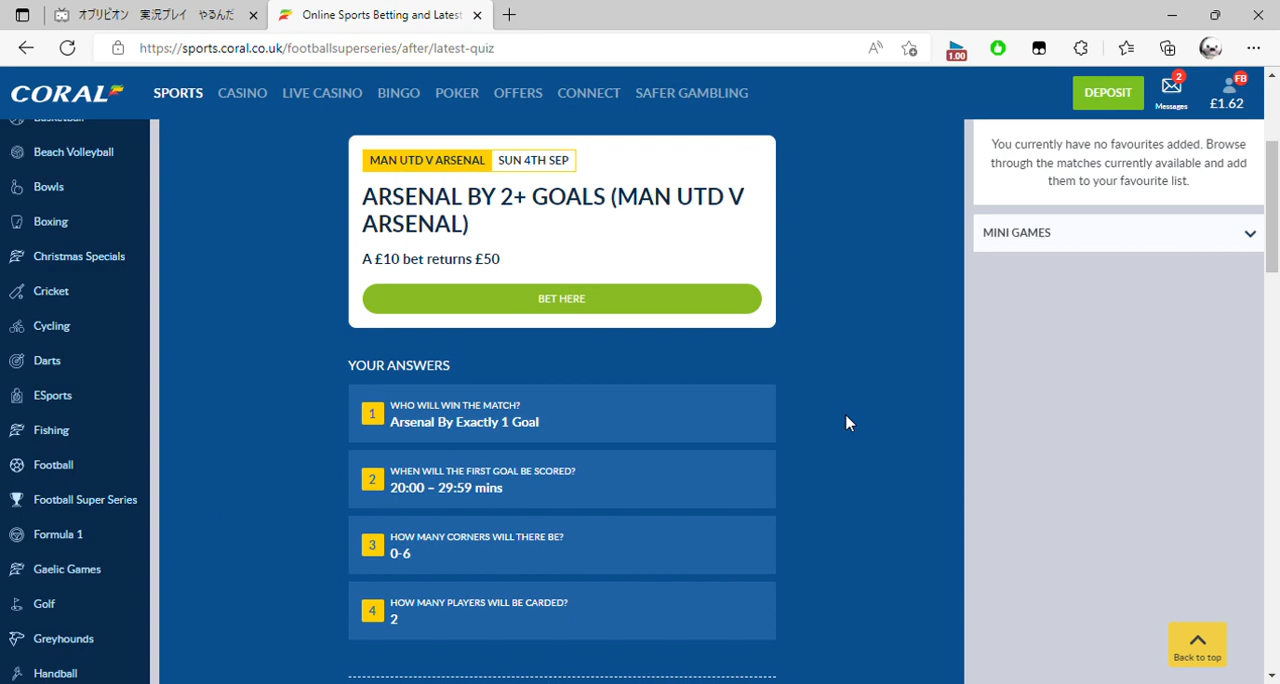 オブリビオン 実況プレイ やるんだ
Online Sports Betting and Latest
https://sports.coral.co.uk/footballsuperseries/after/latest-quiz
1.00
CORAL
SPORTS CASINO LIVE CASINO BINGO POKER OFFERS CONNECT SAFER GAMBLING
DEPOSIT
2
Messages
FB
£1.62
Basketball
Beach Volleyball
Bowls
Boxing
Christmas Specials
Cricket
Cycling
Darts
ESports
Fishing
Football
Football Super Series
Formula 1
Gaelic Games
Golf
Greyhounds
Handball
MAN UTD V ARSENAL SUN 4TH SEP
ARSENAL BY 2+ GOALS (MAN UTD V
ARSENAL)
A £10 bet returns £50
BET HERE
YOUR ANSWERS
1
WHO WILL WIN THE MATCH?
Arsenal By Exactly 1 Goal
2
WHEN WILL THE FIRST GOAL BE SCORED?
20:00 – 29:59 mins
3
HOW MANY CORNERS WILL THERE BE?
0-6
4
HOW MANY PLAYERS WILL BE CARDED?
2
You currently have no favourites added. Browse
through the matches currently available and add
them to your favourite list.
MINI GAMES
Back to top